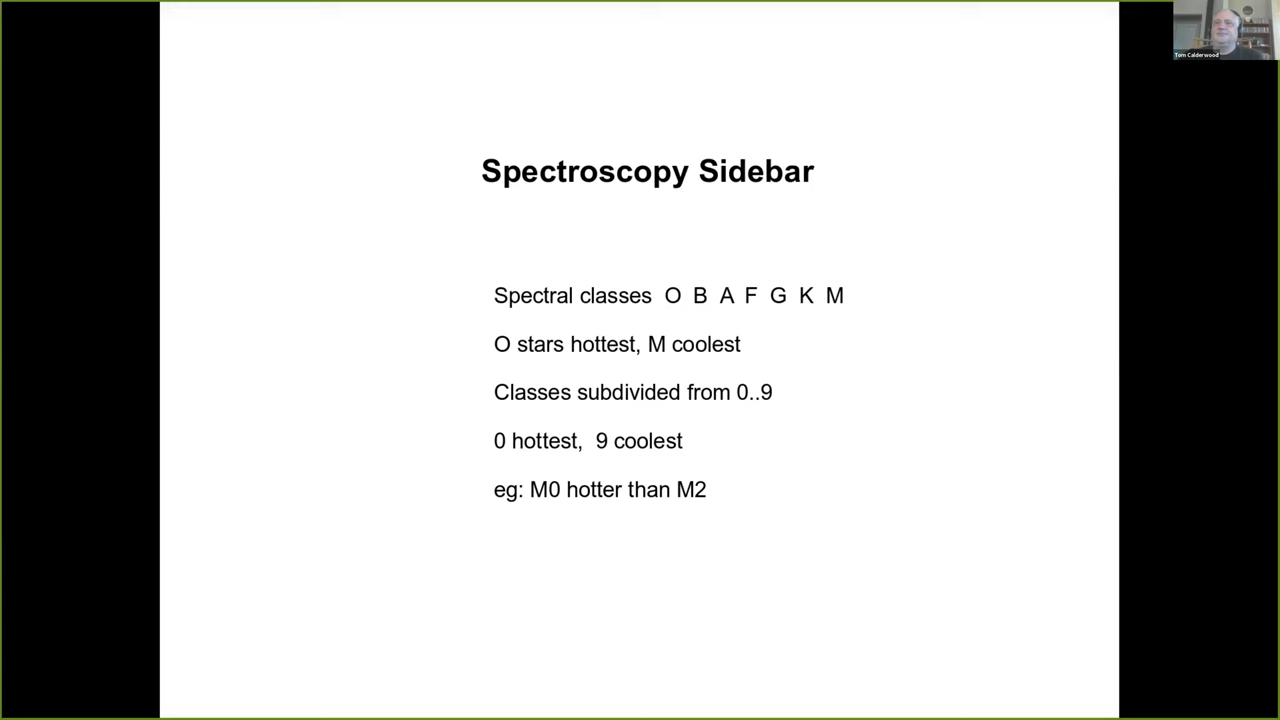 Tom Calderwood
Spectroscopy Sidebar
Spectral classes O B A F G K M
O stars hottest, M coolest
Classes subdivided from 0..9
0 hottest, 9 coolest
eg: M0 hotter than M2